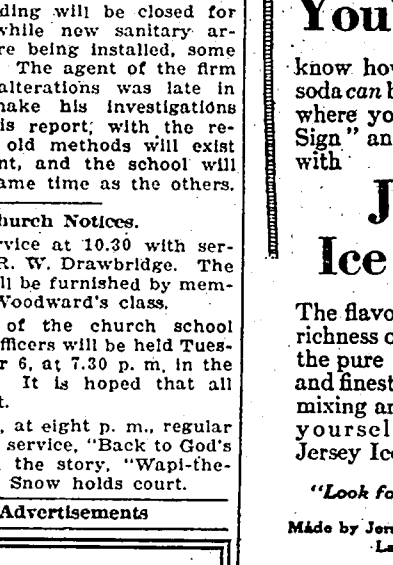 ding will be closed for
while new sanitary ar-
re being installed, some
The agent of the firm
alterations was late in
make his investigations
is report; with the re-
old methods will exist
nt, and the school will
ame time as the others.
hurch Notices.
rvice at 10.30 with ser-
R. W. Drawbridge. The
ll be furnished by mem-
Woodward's class.
of the church school
fficers will be held Tues-
r 6, at 7.30 p. m. in the
It is hoped that all
t.
, at eight p. m., regular
service, "Back to God's
the story, "Wapi-the-
Snow holds court.
Advertisements
You'
know how
soda can b
where yo
Sign" an
with
J
Ice
The flavo
richness o
the pure
and finest
mixing an
yoursel
Jersey Ice
"Look fo
Made by Jer
La